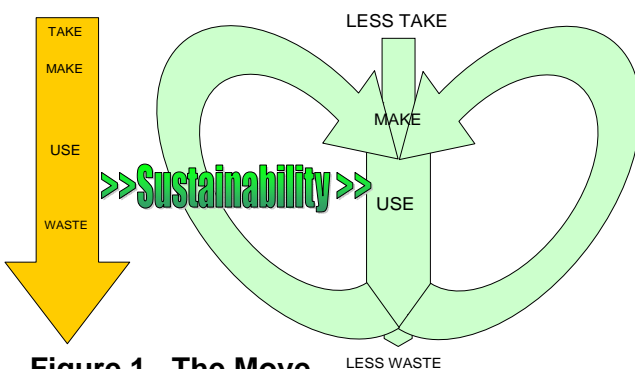 TAKE
MAKE
USE
WASTE
>>Sustainability>>
LESS TAKE
MAKE
USE
LESS WASTE
Figure 1. The Move